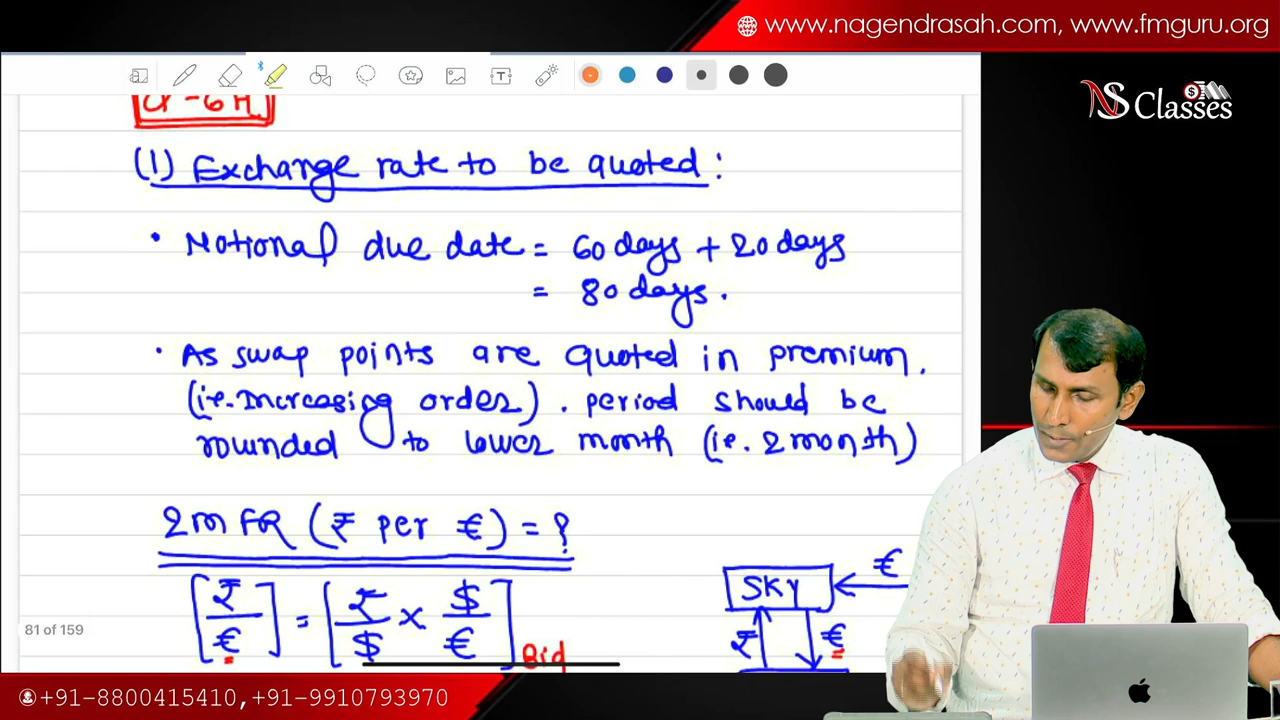 www.nagendrasah.com, www.fmguru.org
NS Classes
(1) Exchange rate to be quoted:
• Notional due date = 60 days + 20 days
= 80 days.
• As swap points are quoted in premium.
(i.e. Increasing order). period should be
rounded to lower month (i.e. 2 month)
2M FR (₹ per €) = ?
[₹/€] = [₹/$ × $/€] Bid
SKY
€
₹
€
81 of 159
+91-8800415410,+91-9910793970